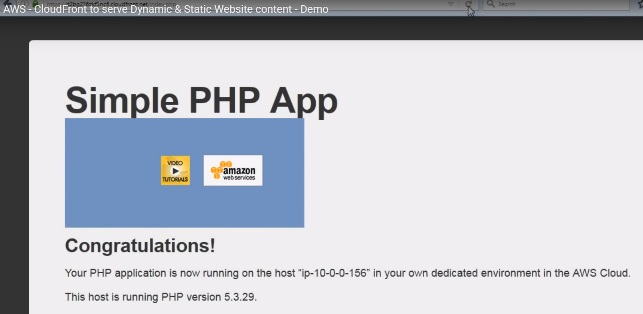 AWS - CloudFront to serve Dynamic & Static Website content - Demo
Search
Simple PHP App
VIDEO
TUTORIALS
amazon
web services
Congratulations!
Your PHP application is now running on the host "ip-10-0-0-156" in your own dedicated environment in the AWS Cloud.
This host is running PHP version 5.3.29.